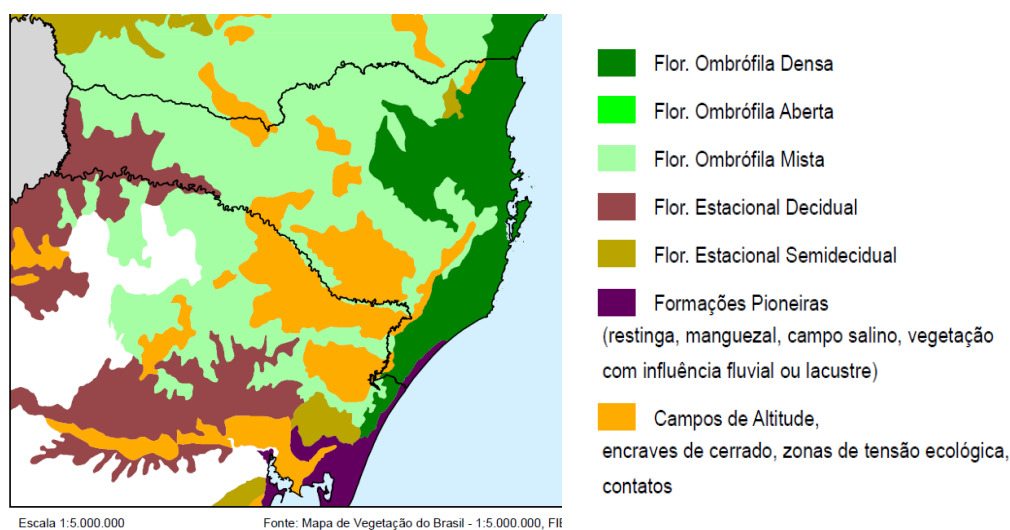 Flor. Ombrófila Densa
Flor. Ombrófila Aberta
Flor. Ombrófila Mista
Flor. Estacional Decidual
Flor. Estacional Semidecidual
Formações Pioneiras
(restinga, manguezal, campo salino, vegetação
com influência fluvial ou lacustre)
Campos de Altitude,
encraves de cerrado, zonas de tensão ecológica,
contatos
Escala 1:5.000.000
Fonte: Mapa de Vegetação do Brasil - 1:5.000.000,